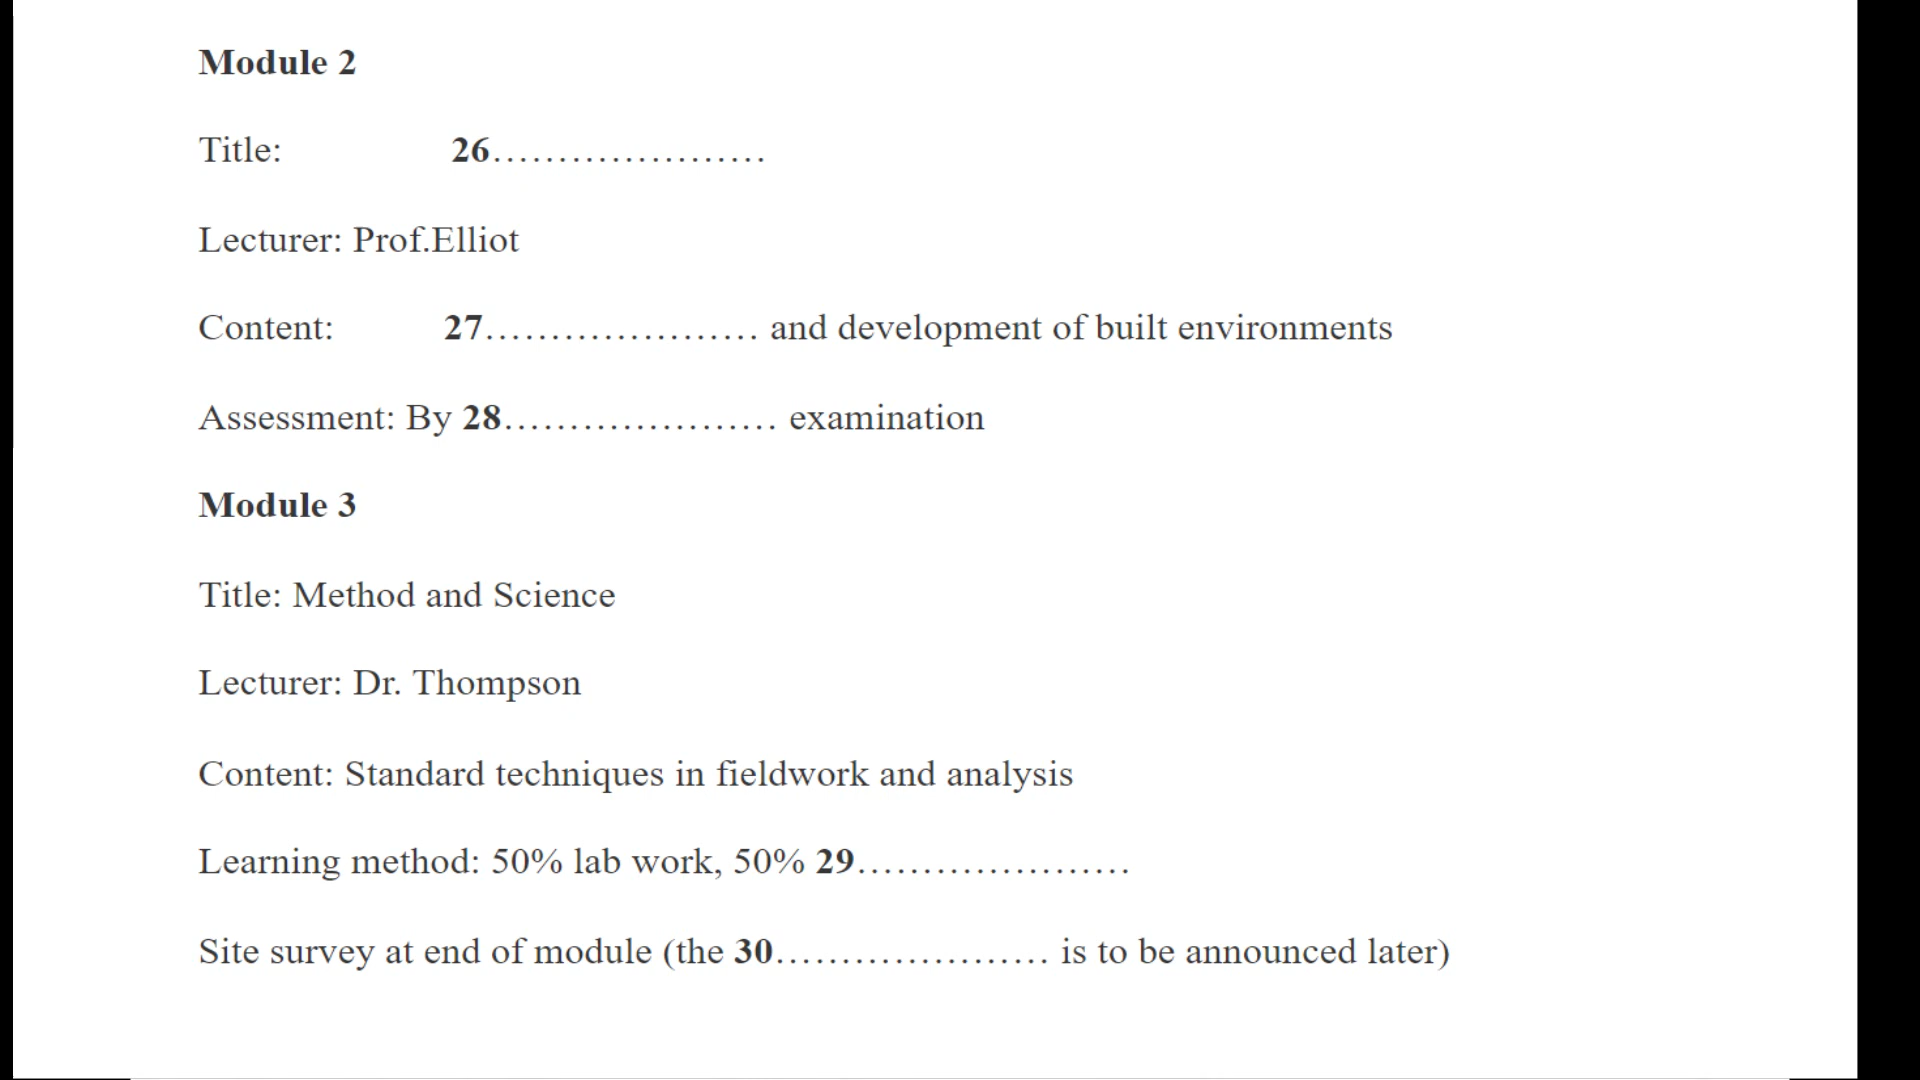 Module 2
Title: 26.....................
Lecturer: Prof.Elliot
Content: 27..................... and development of built environments
Assessment: By 28..................... examination
Module 3
Title: Method and Science
Lecturer: Dr. Thompson
Content: Standard techniques in fieldwork and analysis
Learning method: 50% lab work, 50% 29.....................
Site survey at end of module (the 30..................... is to be announced later)